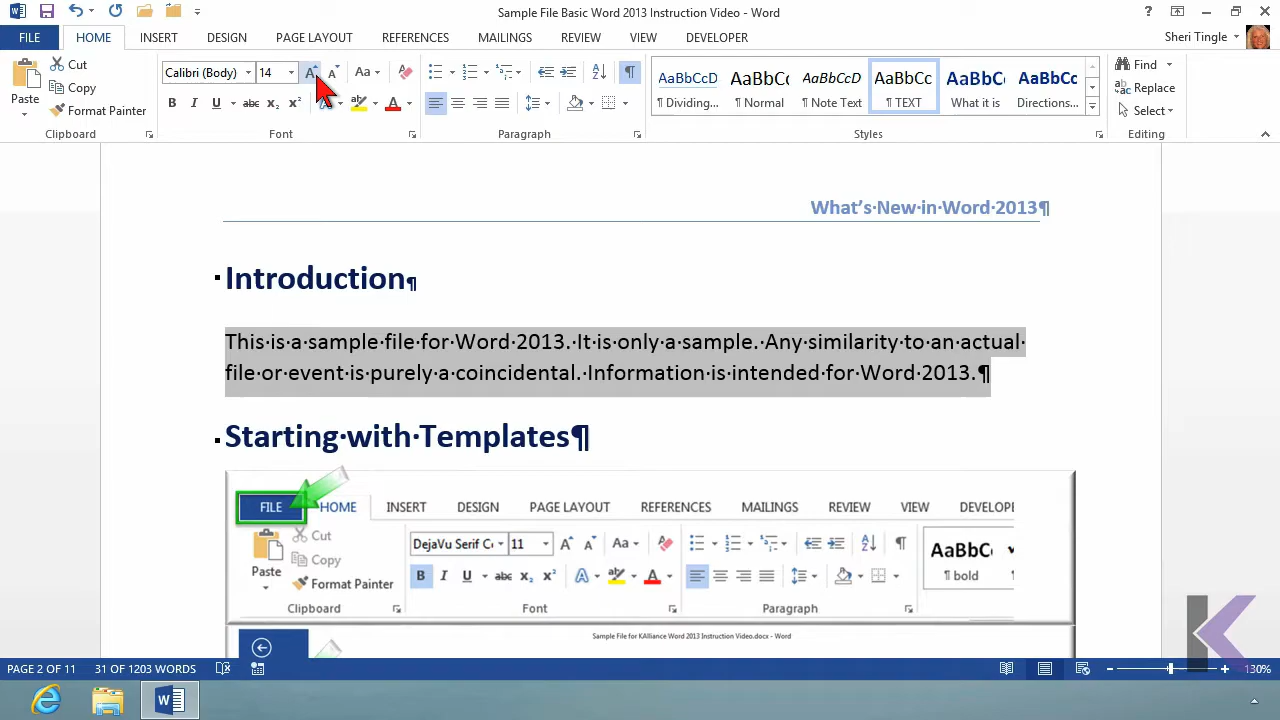 Sample File Basic Word 2013 Instruction Video - Word
FILE HOME INSERT DESIGN PAGE LAYOUT REFERENCES MAILINGS REVIEW VIEW DEVELOPER Sheri Tingle
Paste
Cut
Copy
Format Painter
Clipboard
Calibri (Body) 14
Font
Paragraph
AaBbCcD AaBbC AaBbCcD AaBbCc AaBbC AaBbCc
¶ Dividing... ¶ Normal ¶ Note Text ¶ TEXT What it is Directions...
Styles
Find
Replace
Select
Editing
What's·New·in·Word·2013¶
Introduction¶
This·is·a·sample·file·for·Word·2013.·It·is·only·a·sample.·Any·similarity·to·an·actual·
file·or·event·is·purely·a·coincidental.·Information·is·intended·for·Word·2013.¶
Starting·with·Templates¶
FILE HOME INSERT DESIGN PAGE LAYOUT REFERENCES MAILINGS REVIEW VIEW DEVELOP
Paste
Cut
Copy
Format Painter
Clipboard
DejaVu Serif C 11
Font
Paragraph
AaBbC
¶ bold
Sample File for KAlliance Word 2013 Instruction Video.docx - Word
PAGE 2 OF 11 31 OF 1203 WORDS 130%